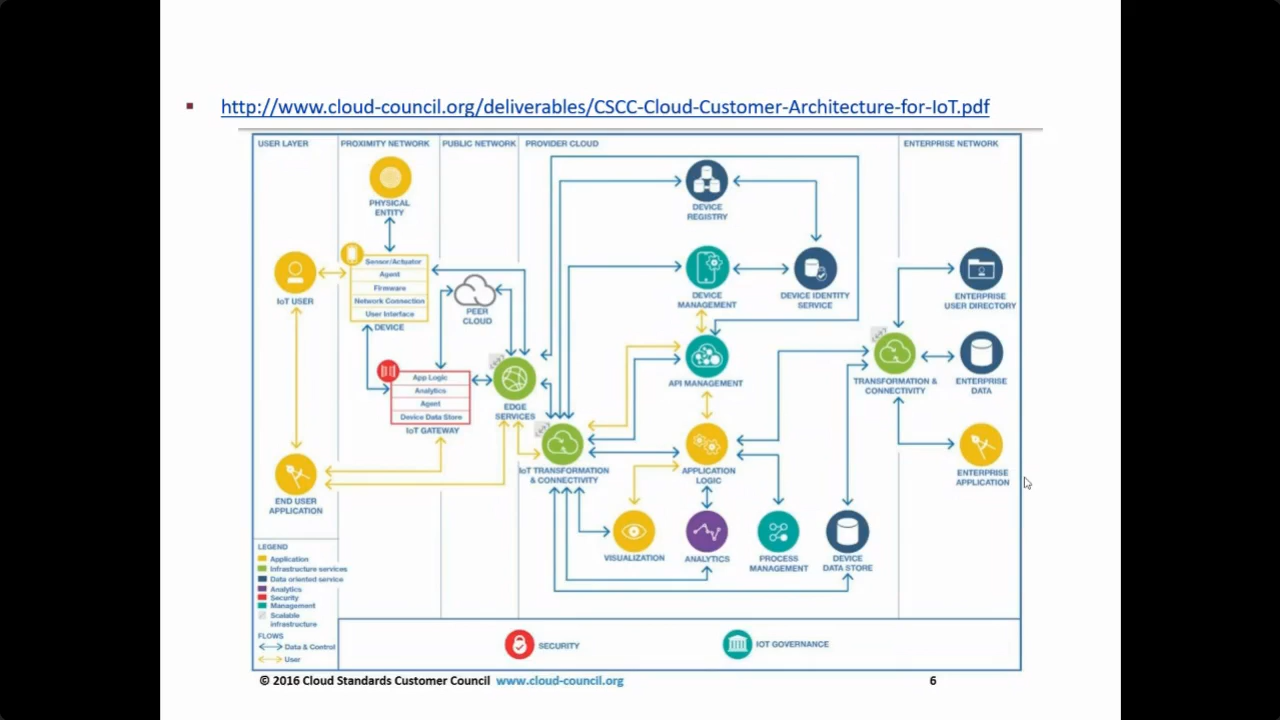 http://www.cloud-council.org/deliverables/CSCC-Cloud-Customer-Architecture-for-IoT.pdf
USER LAYER
PROXIMITY NETWORK
PUBLIC NETWORK
PROVIDER CLOUD
ENTERPRISE NETWORK
PHYSICAL
ENTITY
DEVICE
REGISTRY
IoT USER
Sensor/Actuator
Agent
Firmware
Network Connection
User Interface
DEVICE
PEER
CLOUD
DEVICE
MANAGEMENT
DEVICE IDENTITY
SERVICE
ENTERPRISE
USER DIRECTORY
App Logic
Analytics
Agent
Device Data Store
IoT GATEWAY
EDGE
SERVICES
API MANAGEMENT
TRANSFORMATION &
CONNECTIVITY
ENTERPRISE
DATA
END USER
APPLICATION
IoT TRANSFORMATION
& CONNECTIVITY
APPLICATION
LOGIC
ENTERPRISE
APPLICATION
VISUALIZATION
ANALYTICS
PROCESS
MANAGEMENT
DEVICE
DATA STORE
LEGEND
Application
Infrastructure services
Data oriented service
Analytics
Security
Management
Scalable
infrastructure
FLOWS
Data & Control
User
SECURITY
IOT GOVERNANCE
© 2016 Cloud Standards Customer Council www.cloud-council.org
6